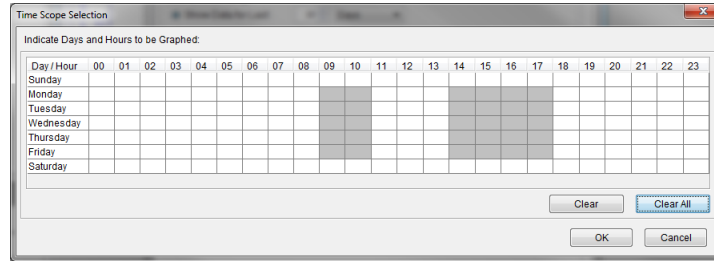 Time Scope Selection
Indicate Days and Hours to be Graphed:
Day / Hour 00 01 02 03 04 05 06 07 08 09 10 11 12 13 14 15 16 17 18 19 20 21 22 23
Sunday
Monday
Tuesday
Wednesday
Thursday
Friday
Saturday
Clear Clear All
OK Cancel